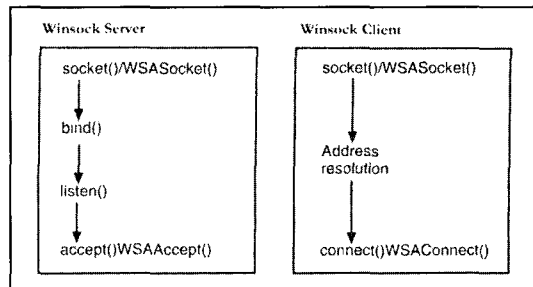 Winsock Server
socket()/WSASocket()
bind()
listen()
accept()WSAAccept()
Winsock Client
socket()/WSASocket()
Address
resolution
connect()WSAConnect()